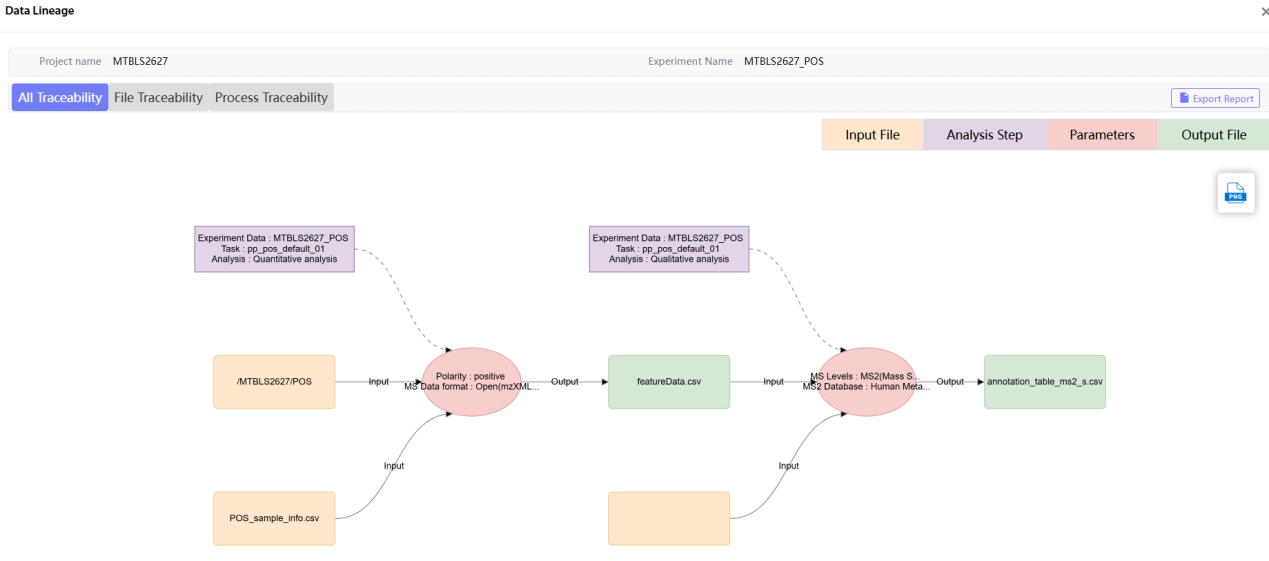 Data Lineage
×
Project name MTBLS2627
Experiment Name MTBLS2627_POS
All Traceability File Traceability Process Traceability
Export Report
Input File Analysis Step Parameters Output File
PNG
Experiment Data : MTBLS2627_POS
Task : pp_pos_default_01
Analysis : Quantitative analysis
Experiment Data : MTBLS2627_POS
Task : pp_pos_default_01
Analysis : Qualitative analysis
/MTBLS2627/POS
Input
Polarity : positive
MS Data format : Open(mzXML...
Output
featureData.csv
Input
MS Levels : MS2(Mass S...
MS2 Database : Human Meta...
Output
annotation_table_ms2_s.csv
Input
Input
POS_sample_info.csv